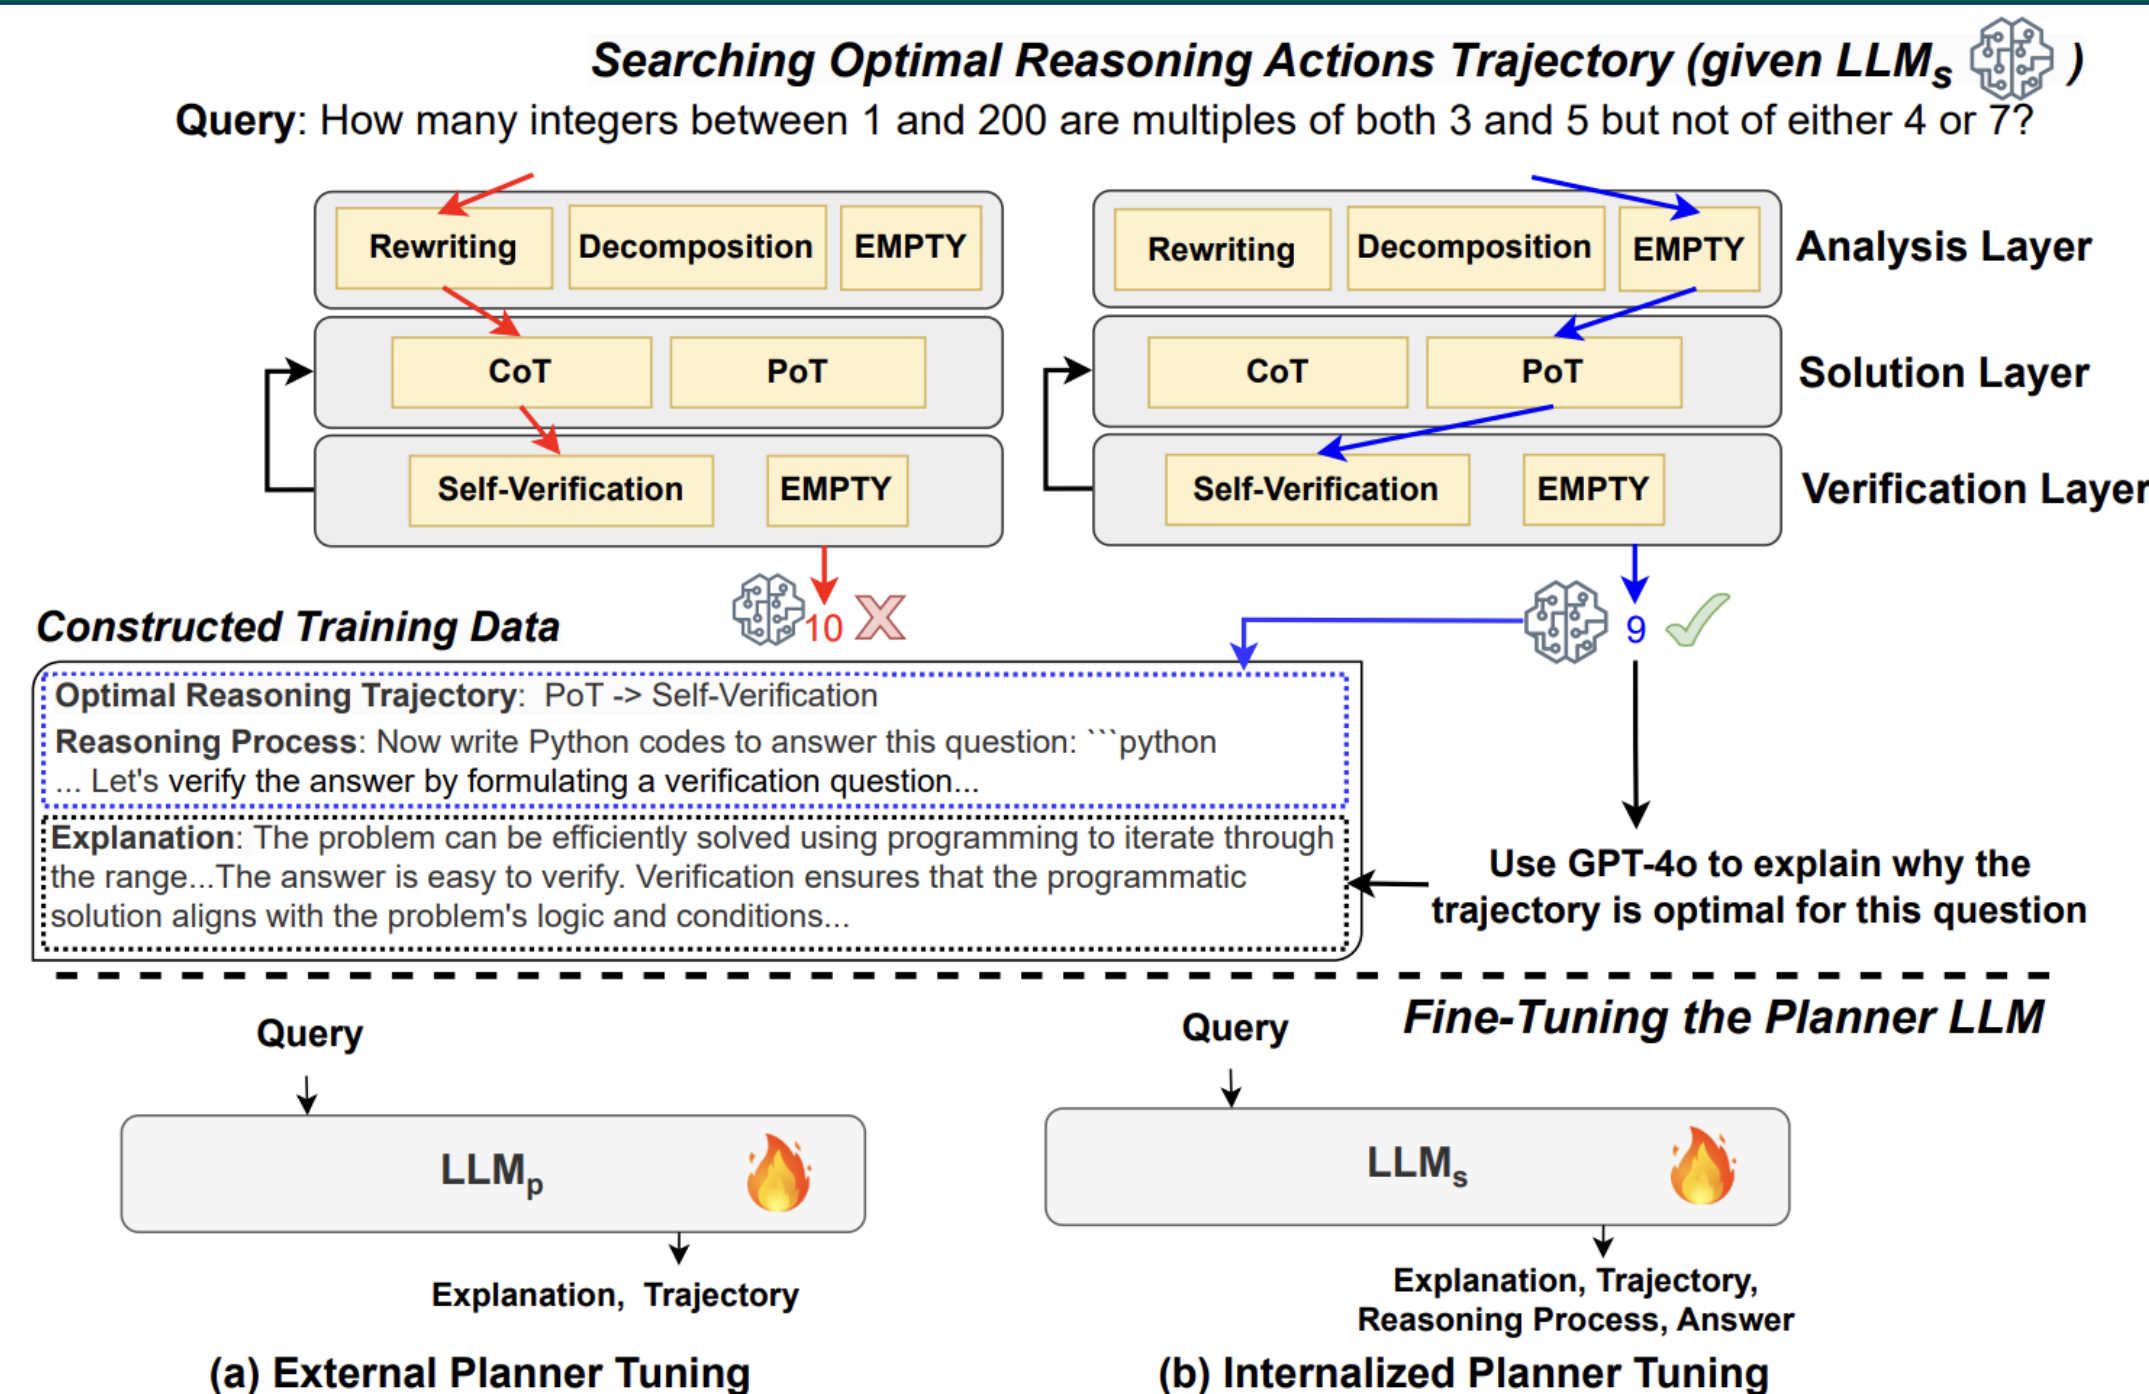 Searching Optimal Reasoning Actions Trajectory (given LLMs )
Query: How many integers between 1 and 200 are multiples of both 3 and 5 but not of either 4 or 7?
Rewriting Decomposition EMPTY
Rewriting Decomposition EMPTY
Analysis Layer
CoT PoT
CoT PoT
Solution Layer
Self-Verification EMPTY
Self-Verification EMPTY
Verification Layer
10
9
Constructed Training Data
Optimal Reasoning Trajectory: PoT -> Self-Verification
Reasoning Process: Now write Python codes to answer this question: ```python
... Let's verify the answer by formulating a verification question...
Explanation: The problem can be efficiently solved using programming to iterate through
the range...The answer is easy to verify. Verification ensures that the programmatic
solution aligns with the problem's logic and conditions...
Use GPT-4o to explain why the
trajectory is optimal for this question
Fine-Tuning the Planner LLM
Query
LLMp
Explanation, Trajectory
(a) External Planner Tuning
Query
LLMs
Explanation, Trajectory,
Reasoning Process, Answer
(b) Internalized Planner Tuning